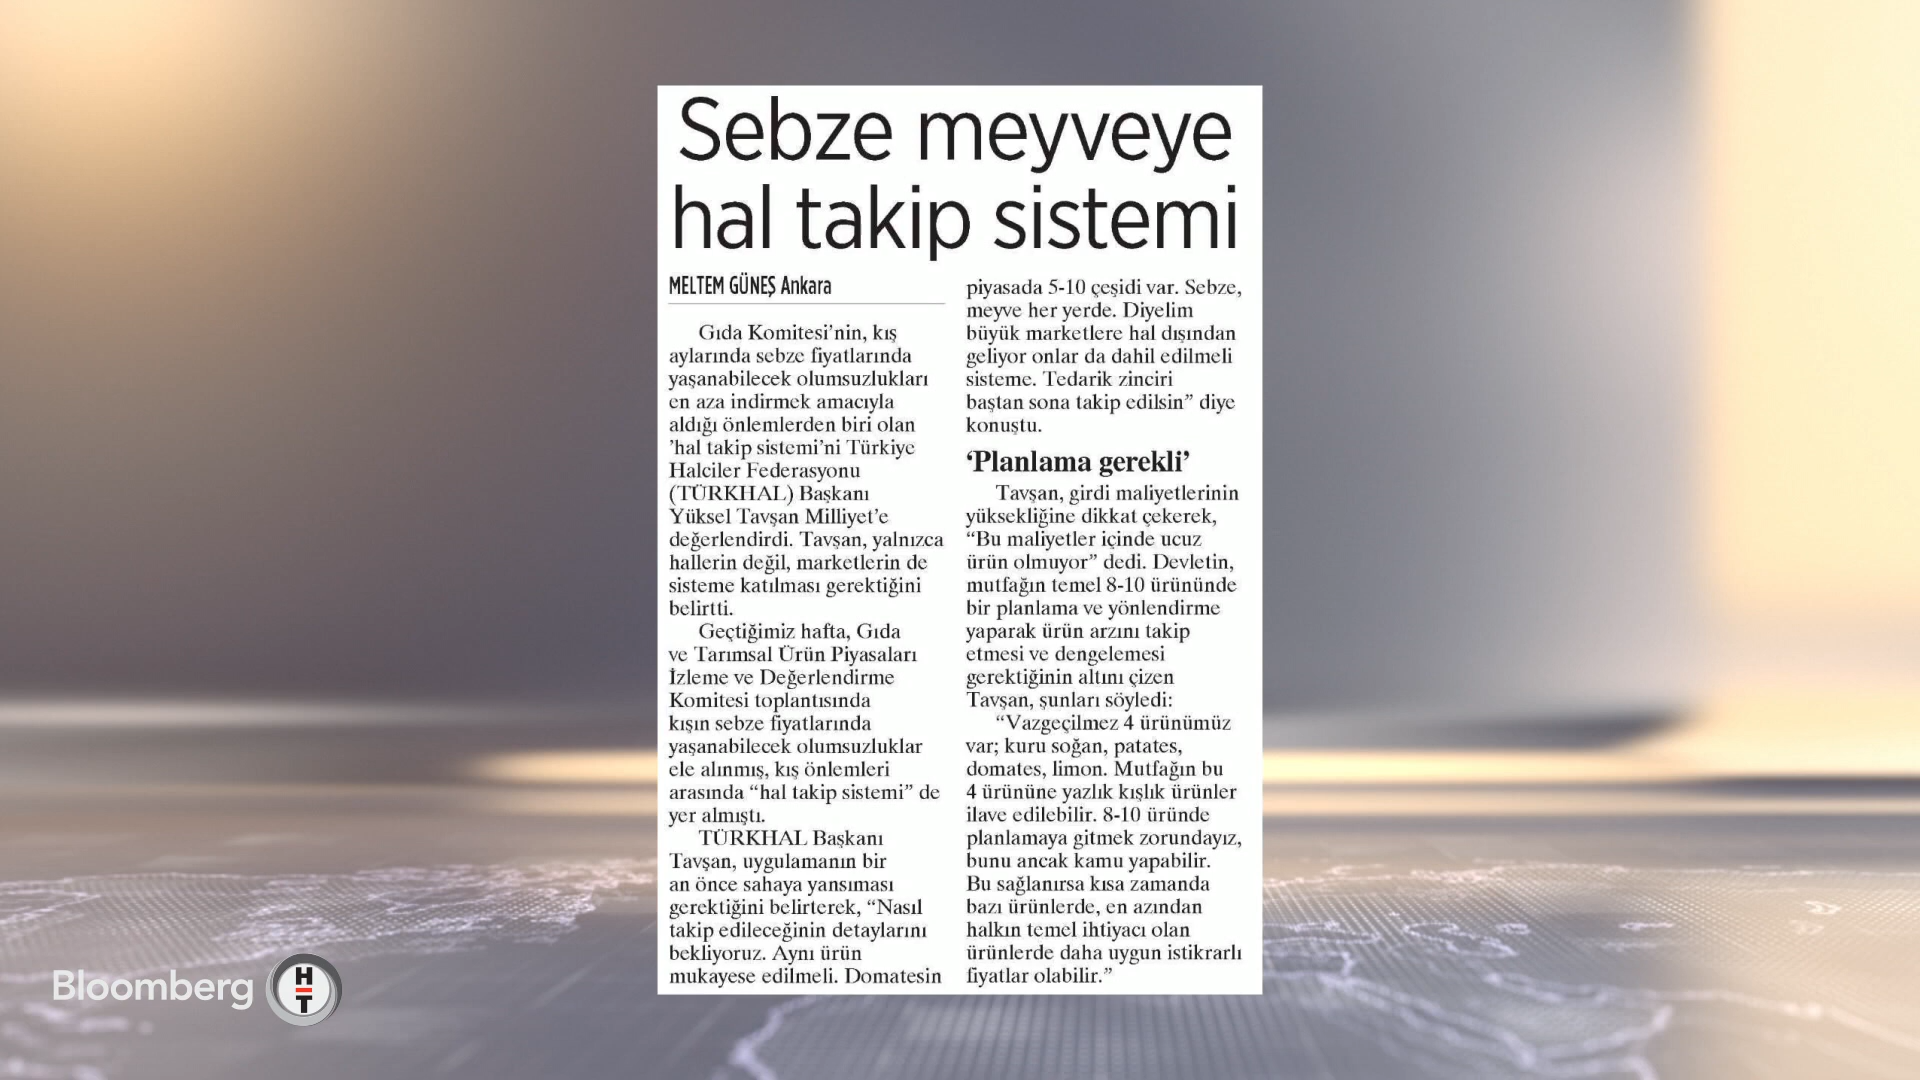 Sebze meyveye
hal takip sistemi
MELTEM GÜNEŞ Ankara
Gıda Komitesi’nin, kış
aylarında sebze fiyatlarında
yaşanabilecek olumsuzlukları
en aza indirmek amacıyla
aldığı önlemlerden biri olan
’hal takip sistemi’ni Türkiye
Halciler Federasyonu
(TÜRKHAL) Başkanı
Yüksel Tavşan Milliyet’e
değerlendirdi. Tavşan, yalnızca
hallerin değil, marketlerin de
sisteme katılması gerektiğini
belirtti.
Geçtiğimiz hafta, Gıda
ve Tarımsal Ürün Piyasaları
İzleme ve Değerlendirme
Komitesi toplantısında
kışın sebze fiyatlarında
yaşanabilecek olumsuzluklar
ele alınmış, kış önlemleri
arasında “hal takip sistemi” de
yer almıştı.
TÜRKHAL Başkanı
Tavşan, uygulamanın bir
an önce sahaya yansıması
gerektiğini belirterek, “Nasıl
takip edileceğinin detaylarını
bekliyoruz. Aynı ürün
mukayese edilmeli. Domatesin
piyasada 5-10 çeşidi var. Sebze,
meyve her yerde. Diyelim
büyük marketlere hal dışından
geliyor onlar da dahil edilmeli
sisteme. Tedarik zinciri
baştan sona takip edilsin” diye
konuştu.
‘Planlama gerekli’
Tavşan, girdi maliyetlerinin
yüksekliğine dikkat çekerek,
“Bu maliyetler içinde ucuz
ürün olmuyor” dedi. Devletin,
mutfağın temel 8-10 ürününde
bir planlama ve yönlendirme
yaparak ürün arzını takip
etmesi ve dengelemesi
gerektiğinin altını çizen
Tavşan, şunları söyledi:
“Vazgeçilmez 4 ürünümüz
var; kuru soğan, patates,
domates, limon. Mutfağın bu
4 ürününe yazlık kışlık ürünler
ilave edilebilir. 8-10 üründe
planlamaya gitmek zorundayız,
bunu ancak kamu yapabilir.
Bu sağlanırsa kısa zamanda
bazı ürünlerde, en azından
halkın temel ihtiyacı olan
ürünlerde daha uygun istikrarlı
fiyatlar olabilir.”
Bloomberg HT